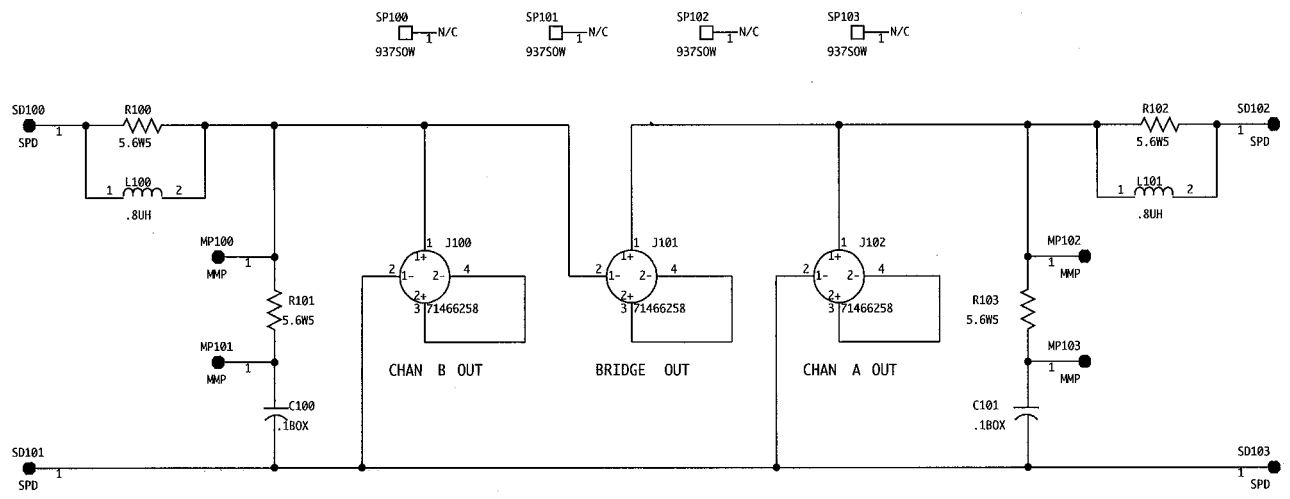 SP100 SP101 SP102 SP103
1 N/C 1 N/C 1 N/C 1 N/C
937SOW 937SOW 937SOW 937SOW
SD100 R100 R102 SD102
1 1
SPD 5.6W5 5.6W5 SPD
1 L100 2 1 L101 2
.8UH .8UH
MP100 1 J100 1 J101 1 J102 MP102
1 1+ 1+ 1+ 1
MMP 2 1- 2- 4 2 1- 2- 4 2 1- 2- 4 MMP
R101 2+ 2+ 2+ R103
5.6W5 3 71466258 3 71466258 3 71466258 5.6W5
MP101 MP103
1 1
MMP CHAN B OUT BRIDGE OUT CHAN A OUT MMP
C100 C101
.1BOX .1BOX
SD101 SD103
1 1
SPD SPD